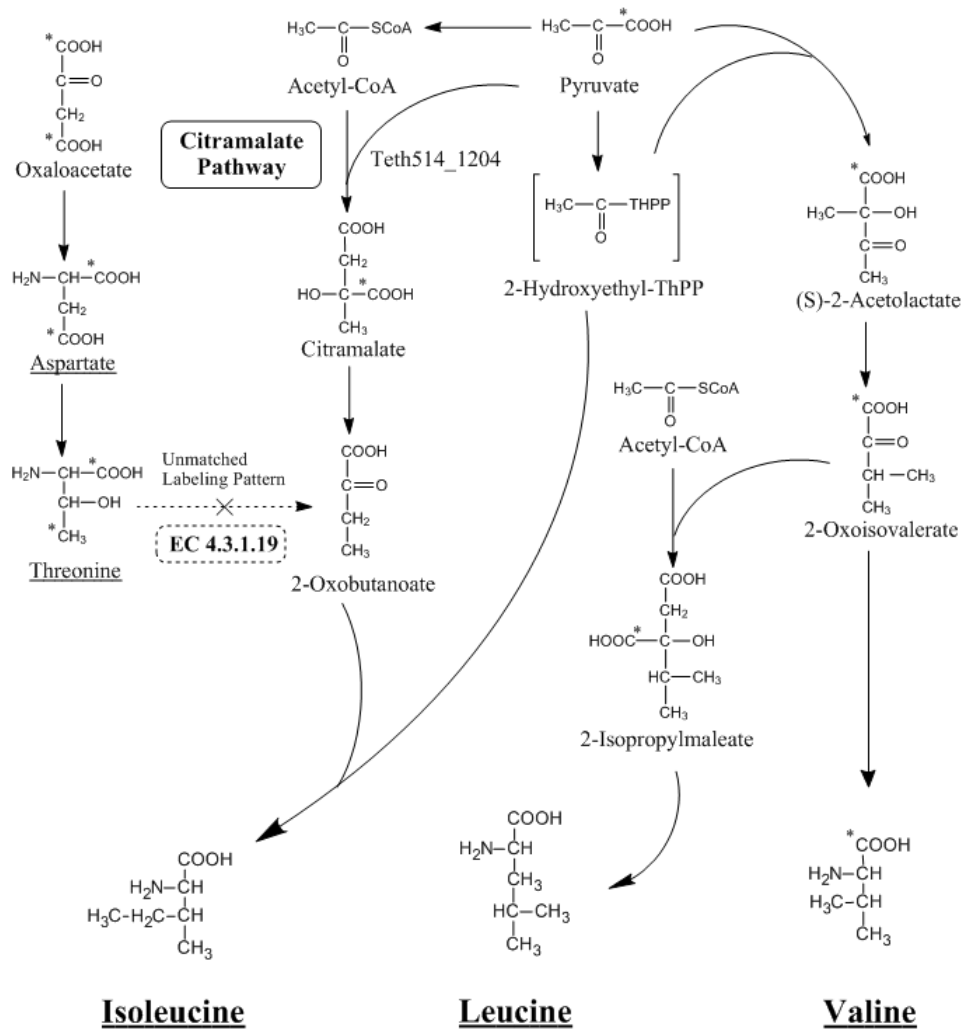 *
COOH
C=O
CH2
*
COOH
Oxaloacetate
H3C—C—SCoA
O
Acetyl-CoA
*
H3C—C—COOH
O
Pyruvate
Citramalate
Pathway
Teth514_1204
H3C—C—THPP
O
2-Hydroxyethyl-ThPP
*
COOH
H3C—C—OH
C=O
CH3
(S)-2-Acetolactate
*
H2N—CH—COOH
CH2
*
COOH
Aspartate
COOH
CH2
*
HO—C—COOH
CH3
Citramalate
H3C—C—SCoA
O
Acetyl-CoA
*
COOH
C=O
CH—CH3
CH3
2-Oxoisovalerate
*
H2N—CH—COOH
CH—OH
*
CH3
Threonine
Unmatched
Labeling Pattern
EC 4.3.1.19
COOH
C=O
CH2
CH3
2-Oxobutanoate
COOH
CH2
*
HOOC—C—OH
HC—CH3
CH3
2-Isopropylmaleate
COOH
H2N—CH
H3C-H2C—CH
CH3
COOH
H2N—CH
CH3
HC—CH3
CH3
*
COOH
H2N—CH
H3C—CH
CH3
Isoleucine
Leucine
Valine